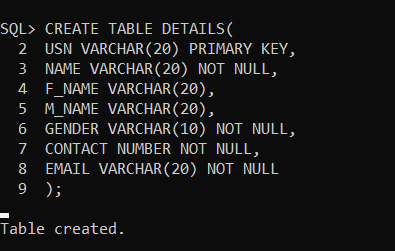 SQL> CREATE TABLE DETAILS(
  2  USN VARCHAR(20) PRIMARY KEY,
  3  NAME VARCHAR(20) NOT NULL,
  4  F_NAME VARCHAR(20),
  5  M_NAME VARCHAR(20),
  6  GENDER VARCHAR(10) NOT NULL,
  7  CONTACT NUMBER NOT NULL,
  8  EMAIL VARCHAR(20) NOT NULL
  9  );
Table created.